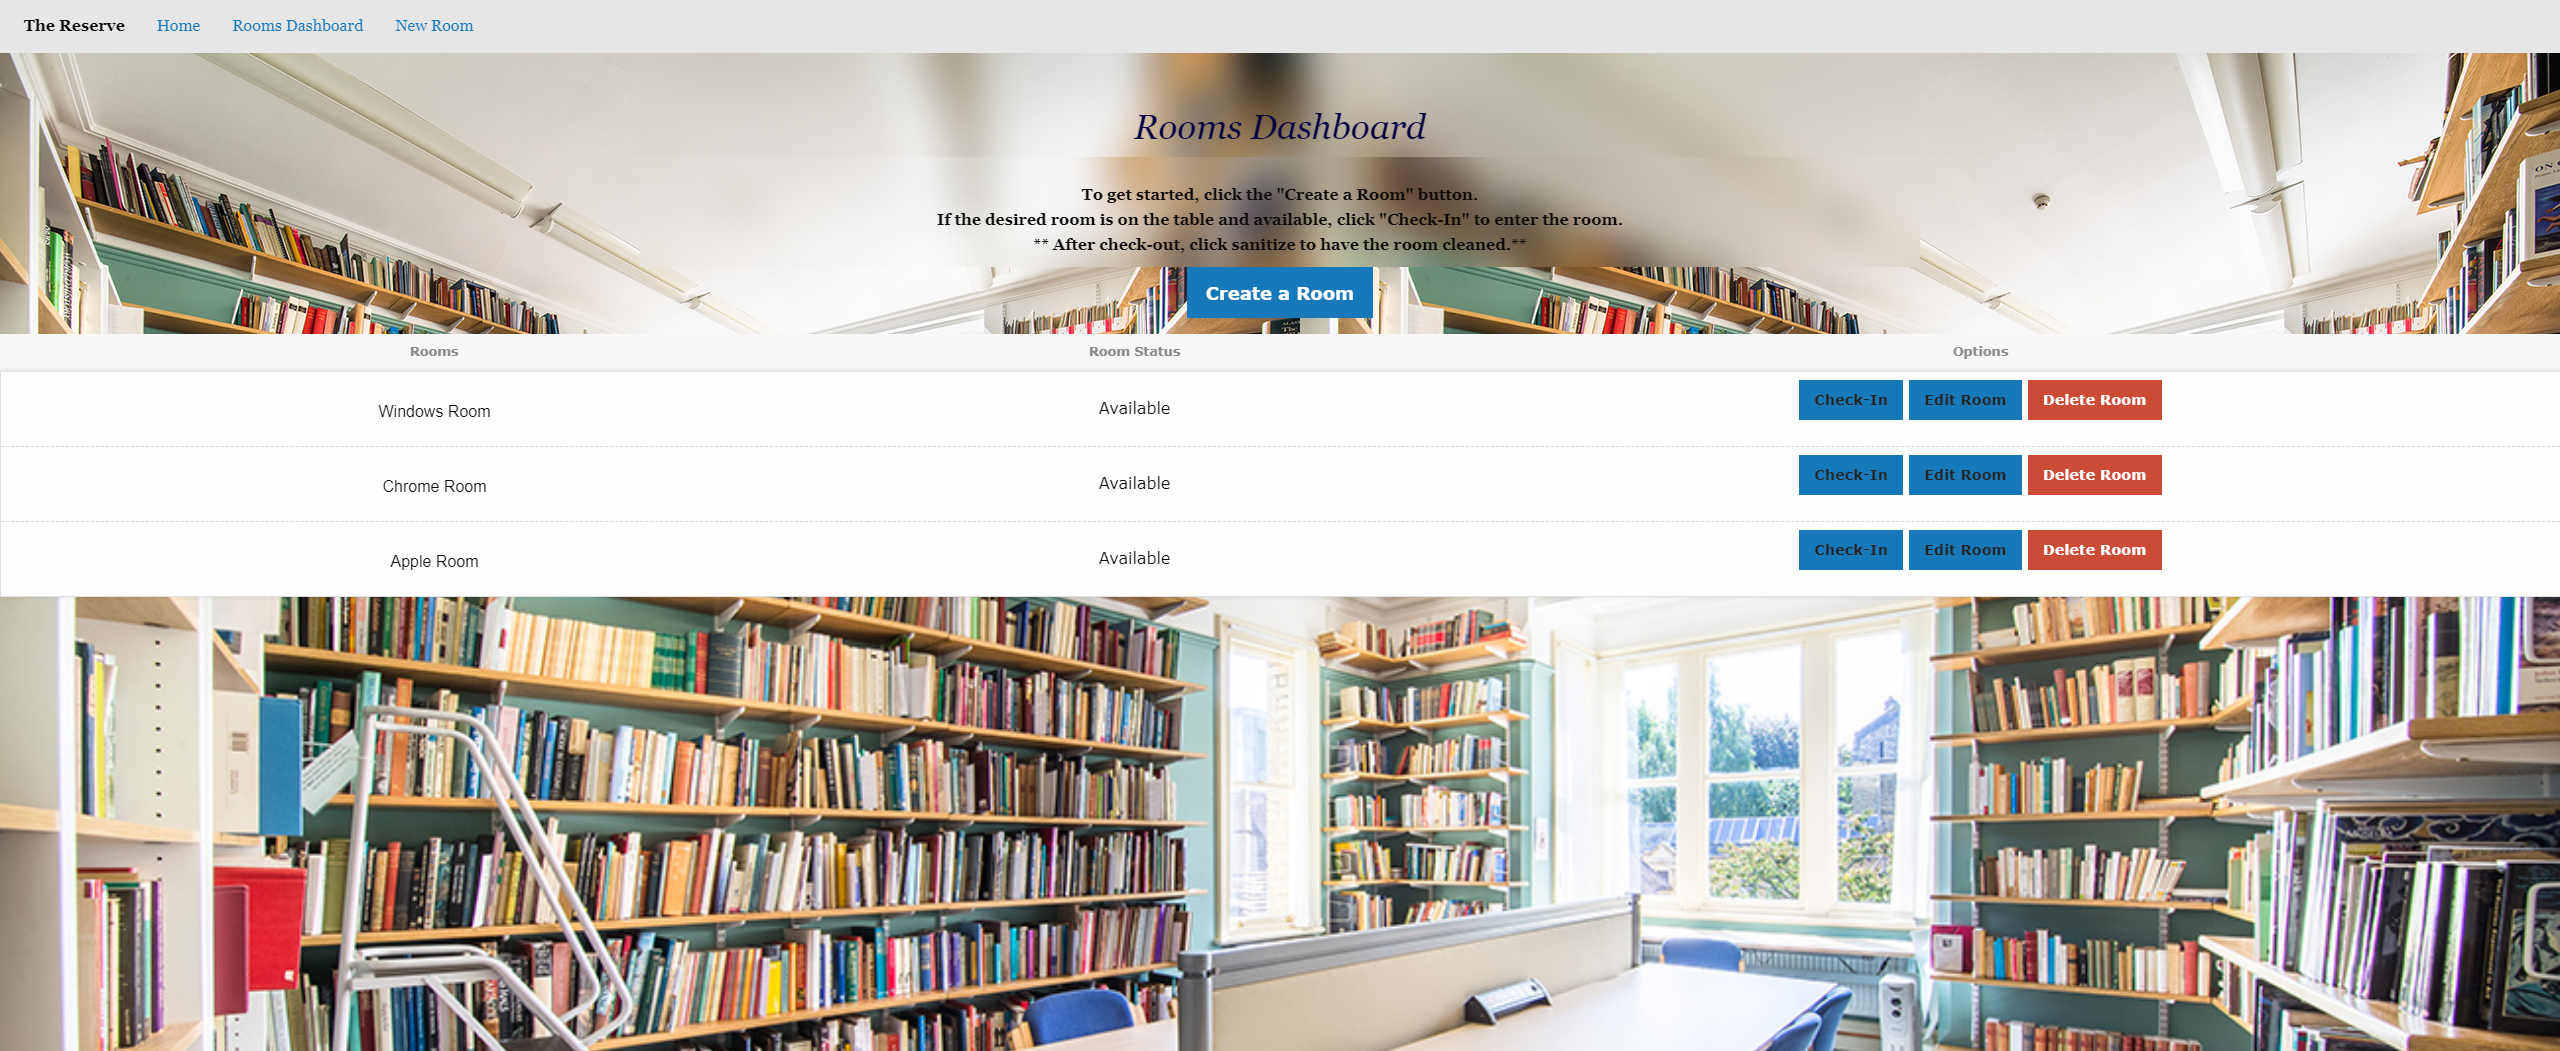 The Reserve Home Rooms Dashboard New Room
Rooms Dashboard
To get started, click the "Create a Room" button.
If the desired room is on the table and available, click "Check-In" to enter the room.
** After check-out, click sanitize to have the room cleaned.**
Create a Room
Rooms Room Status Options
Windows Room Available Check-In Edit Room Delete Room
Chrome Room Available Check-In Edit Room Delete Room
Apple Room Available Check-In Edit Room Delete Room